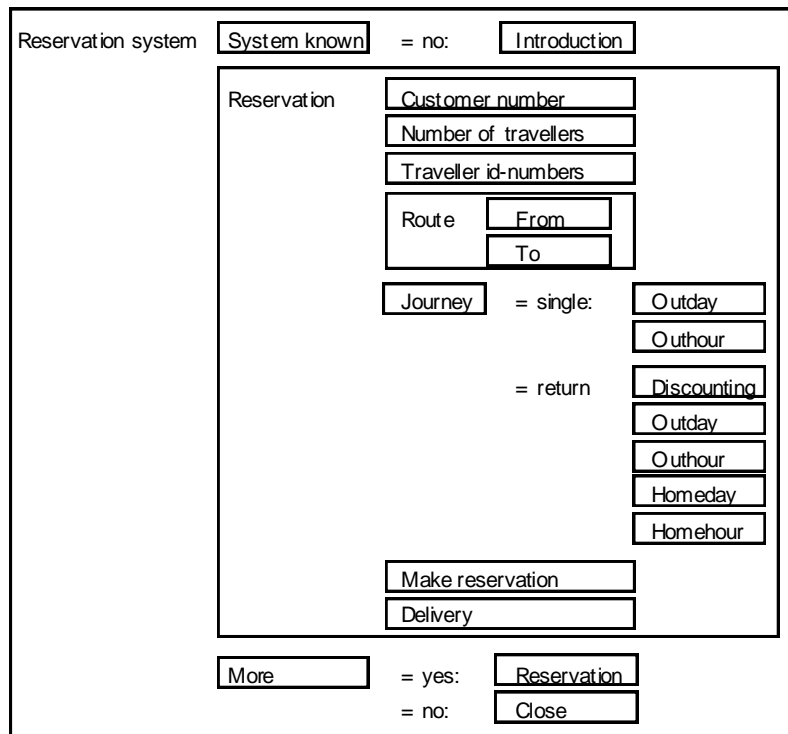 Reservation system System known = no: Introduction
Reservation Customer number
Number of travellers
Traveller id-numbers
Route From
To
Journey = single: Outday
Outhour
= return Discounting
Outday
Outhour
Homeday
Homehour
Make reservation
Delivery
More = yes: Reservation
= no: Close